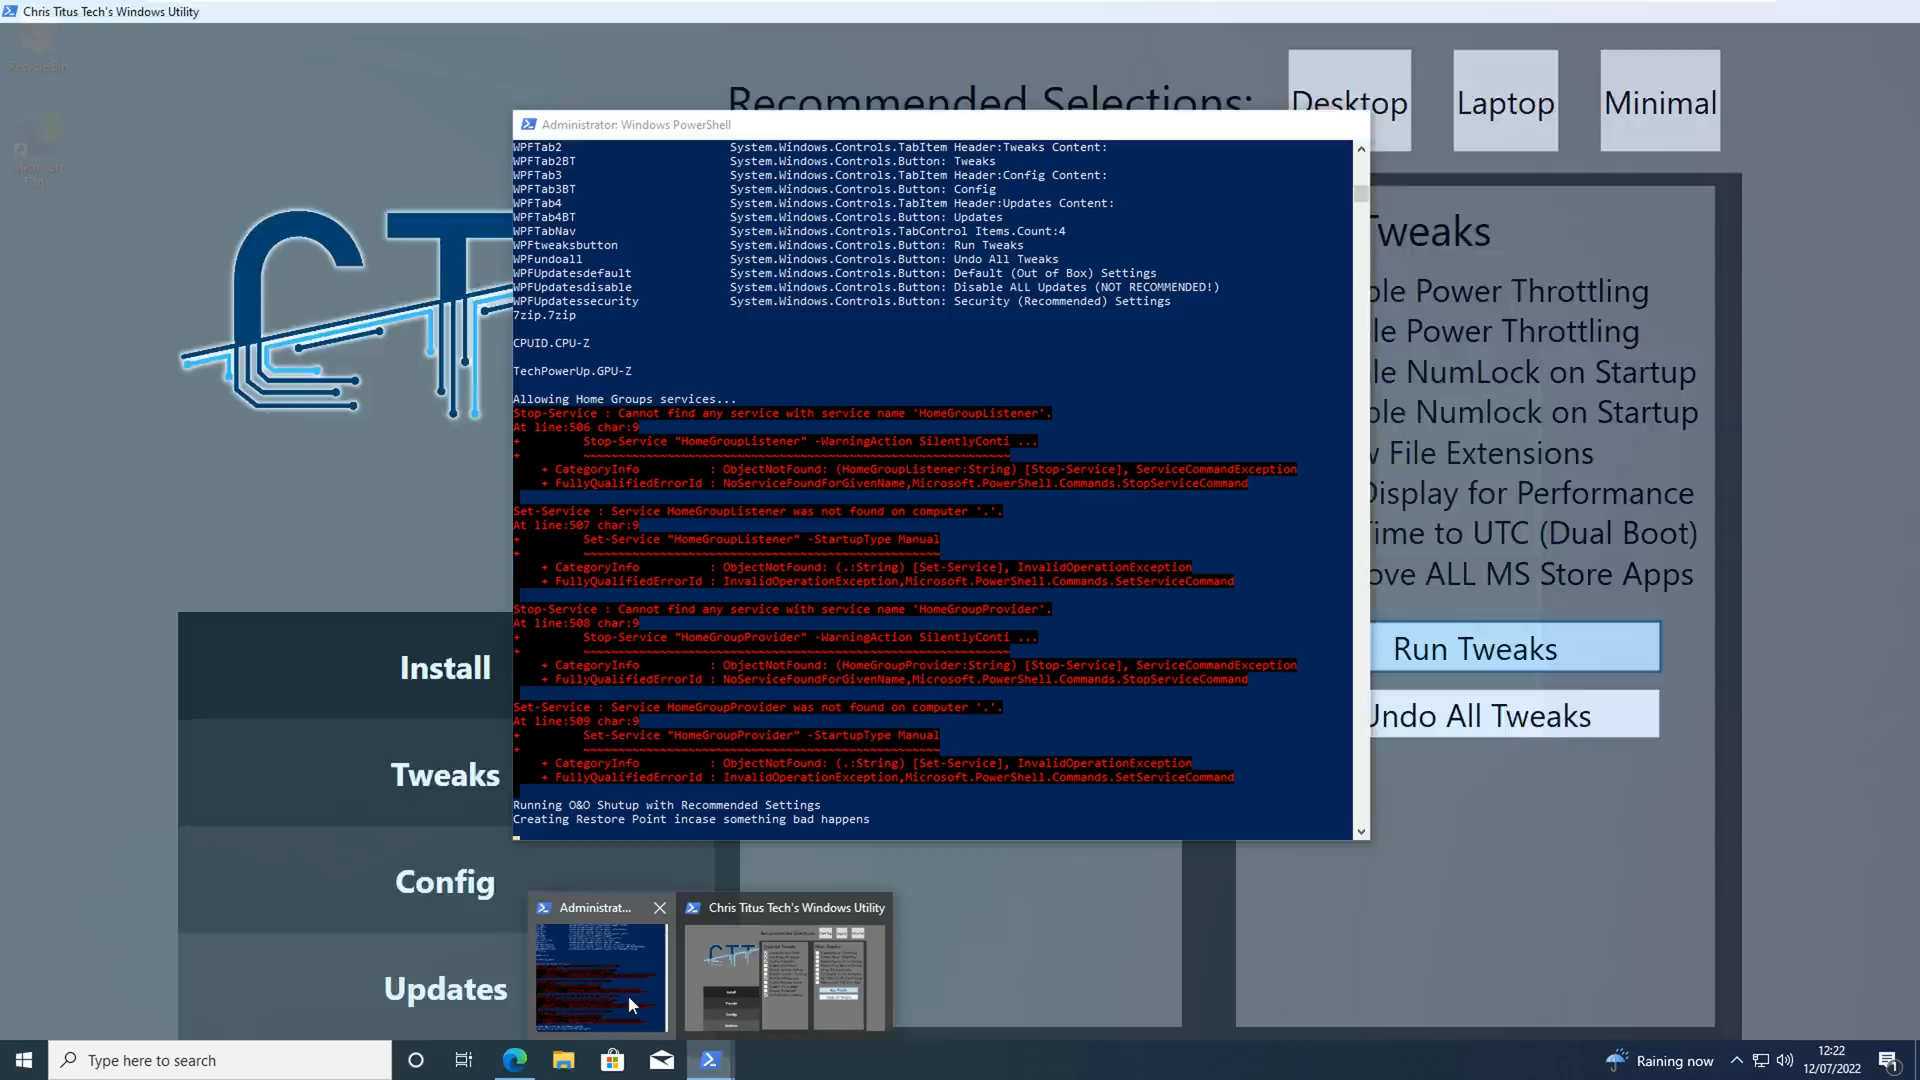 Chris Titus Tech's Windows Utility
Recycle Bin
Microsoft
Edge
Recommended Selections:
Desktop
Laptop
Minimal
CTT
Administrator: Windows PowerShell
WPFTab2 System.Windows.Controls.TabItem Header:Tweaks Content:
WPFTab2BT System.Windows.Controls.Button: Tweaks
WPFTab3 System.Windows.Controls.TabItem Header:Config Content:
WPFTab3BT System.Windows.Controls.Button: Config
WPFTab4 System.Windows.Controls.TabItem Header:Updates Content:
WPFTab4BT System.Windows.Controls.Button: Updates
WPFTabNav System.Windows.Controls.TabControl Items.Count:4
WPFtweaksbutton System.Windows.Controls.Button: Run Tweaks
WPFundoall System.Windows.Controls.Button: Undo All Tweaks
WPFUpdatesdefault System.Windows.Controls.Button: Default (Out of Box) Settings
WPFUpdatesdisable System.Windows.Controls.Button: Disable ALL Updates (NOT RECOMMENDED!)
WPFUpdatessecurity System.Windows.Controls.Button: Security (Recommended) Settings
7zip.7zip
CPUID.CPU-Z
TechPowerUp.GPU-Z
Allowing Home Groups services...
Stop-Service : Cannot find any service with service name 'HomeGroupListener'.
At line:506 char:9
+ Stop-Service "HomeGroupListener" -WarningAction SilentlyConti ...
+ ~~~~~~~~~~~~~~~~~~~~~~~~~~~~~~~~~~~~~~~~~~~~~~~~~~~~~~~~~~~~~
+ CategoryInfo : ObjectNotFound: (HomeGroupListener:String) [Stop-Service], ServiceCommandException
+ FullyQualifiedErrorId : NoServiceFoundForGivenName,Microsoft.PowerShell.Commands.StopServiceCommand
Set-Service : Service HomeGroupListener was not found on computer '.'.
At line:507 char:9
+ Set-Service "HomeGroupListener" -StartupType Manual
+ ~~~~~~~~~~~~~~~~~~~~~~~~~~~~~~~~~~~~~~~~~~~~~~~~~~~
+ CategoryInfo : ObjectNotFound: (.:String) [Set-Service], InvalidOperationException
+ FullyQualifiedErrorId : InvalidOperationException,Microsoft.PowerShell.Commands.SetServiceCommand
Stop-Service : Cannot find any service with service name 'HomeGroupProvider'.
At line:508 char:9
+ Stop-Service "HomeGroupProvider" -WarningAction SilentlyConti ...
+ ~~~~~~~~~~~~~~~~~~~~~~~~~~~~~~~~~~~~~~~~~~~~~~~~~~~~~~~~~~~~~
+ CategoryInfo : ObjectNotFound: (HomeGroupProvider:String) [Stop-Service], ServiceCommandException
+ FullyQualifiedErrorId : NoServiceFoundForGivenName,Microsoft.PowerShell.Commands.StopServiceCommand
Set-Service : Service HomeGroupProvider was not found on computer '.'.
At line:509 char:9
+ Set-Service "HomeGroupProvider" -StartupType Manual
+ ~~~~~~~~~~~~~~~~~~~~~~~~~~~~~~~~~~~~~~~~~~~~~~~~~~~
+ CategoryInfo : ObjectNotFound: (.:String) [Set-Service], InvalidOperationException
+ FullyQualifiedErrorId : InvalidOperationException,Microsoft.PowerShell.Commands.SetServiceCommand
Running O&O Shutup with Recommended Settings
Creating Restore Point incase something bad happens
Tweaks
ble Power Throttling
le Power Throttling
le NumLock on Startup
ble Numlock on Startup
w File Extensions
Display for Performance
Time to UTC (Dual Boot)
ove ALL MS Store Apps
Run Tweaks
Undo All Tweaks
Install
Tweaks
Config
Updates
Administrat...
Chris Titus Tech's Windows Utility
Type here to search
Raining now
12:22
12/07/2022
1